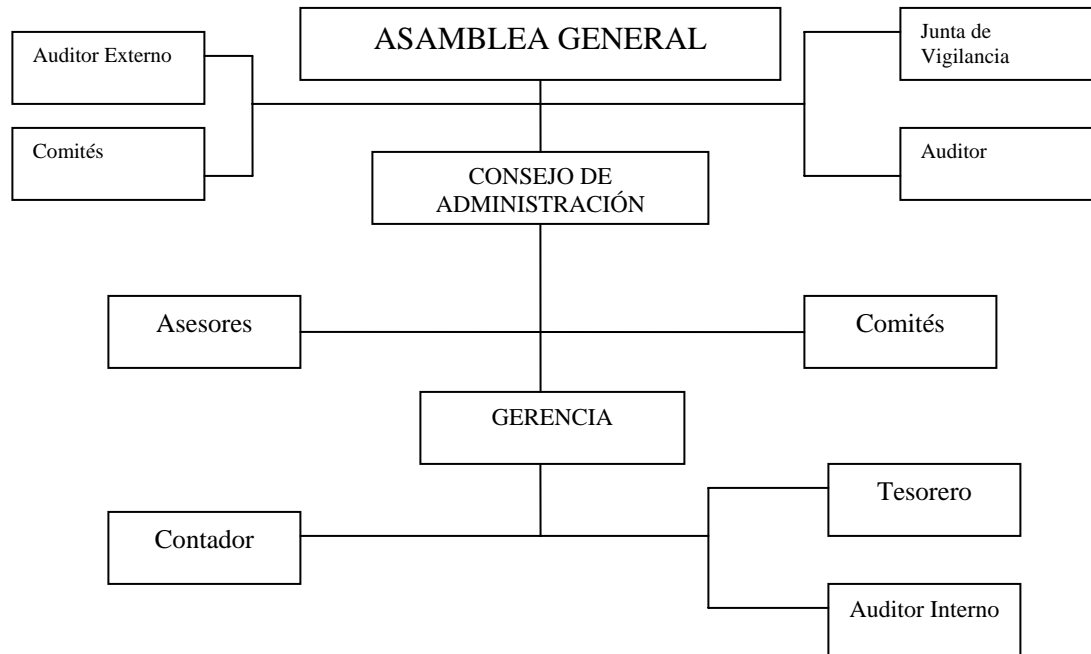 ASAMBLEA GENERAL
Auditor Externo
Junta de
Vigilancia
Comités
Auditor
CONSEJO DE
ADMINISTRACIÓN
Asesores
Comités
GERENCIA
Tesorero
Contador
Auditor Interno